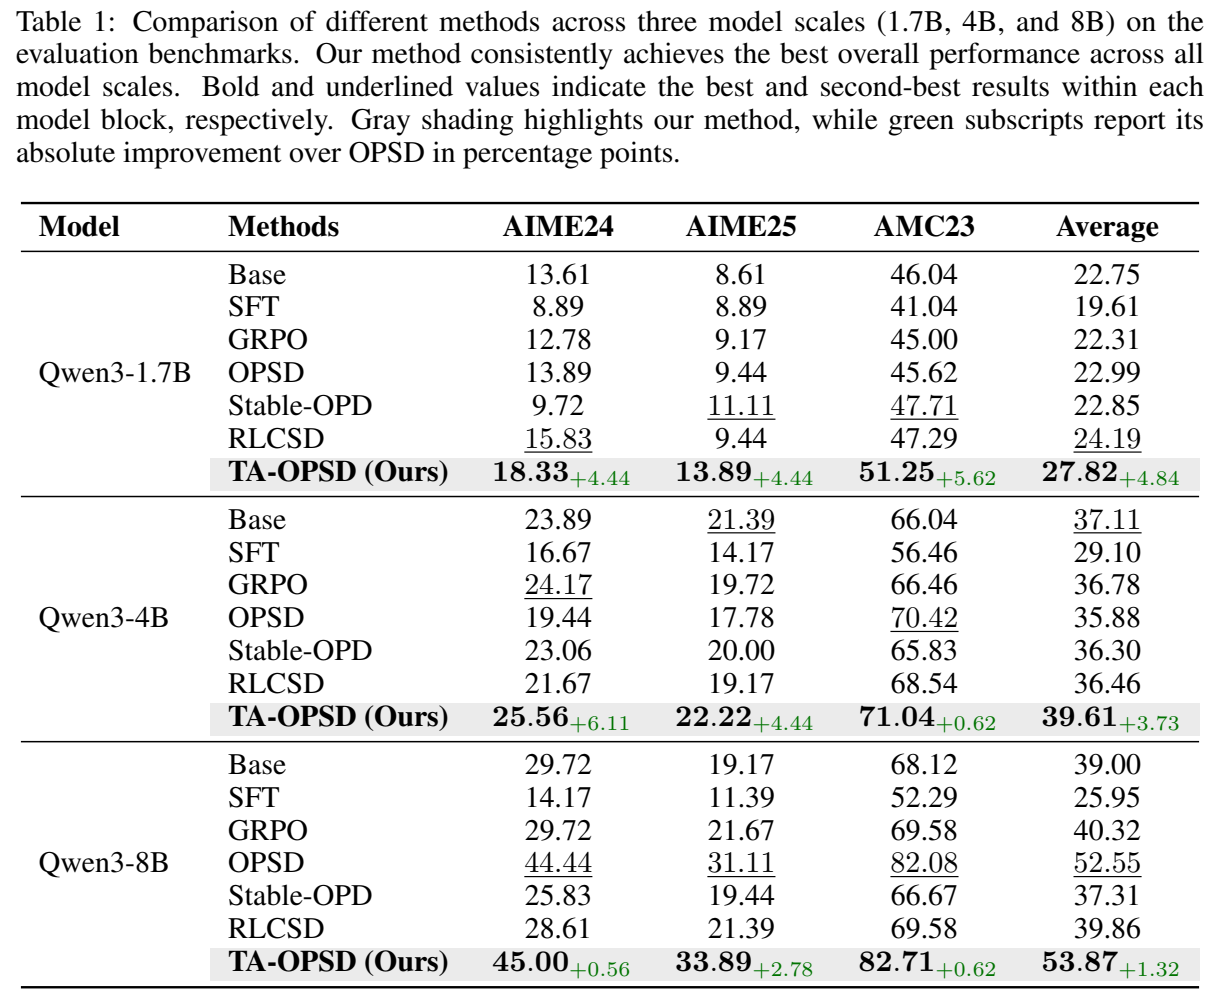 Table 1: Comparison of different methods across three model scales (1.7B, 4B, and 8B) on the
evaluation benchmarks. Our method consistently achieves the best overall performance across all
model scales. Bold and underlined values indicate the best and second-best results within each
model block, respectively. Gray shading highlights our method, while green subscripts report its
absolute improvement over OPSD in percentage points.
Model Methods AIME24 AIME25 AMC23 Average
Base 13.61 8.61 46.04 22.75
SFT 8.89 8.89 41.04 19.61
GRPO 12.78 9.17 45.00 22.31
Qwen3-1.7B OPSD 13.89 9.44 45.62 22.99
Stable-OPD 9.72 11.11 47.71 22.85
RLCSD 15.83 9.44 47.29 24.19
TA-OPSD (Ours) 18.33+4.44 13.89+4.44 51.25+5.62 27.82+4.84
Base 23.89 21.39 66.04 37.11
SFT 16.67 14.17 56.46 29.10
GRPO 24.17 19.72 66.46 36.78
Qwen3-4B OPSD 19.44 17.78 70.42 35.88
Stable-OPD 23.06 20.00 65.83 36.30
RLCSD 21.67 19.17 68.54 36.46
TA-OPSD (Ours) 25.56+6.11 22.22+4.44 71.04+0.62 39.61+3.73
Base 29.72 19.17 68.12 39.00
SFT 14.17 11.39 52.29 25.95
GRPO 29.72 21.67 69.58 40.32
Qwen3-8B OPSD 44.44 31.11 82.08 52.55
Stable-OPD 25.83 19.44 66.67 37.31
RLCSD 28.61 21.39 69.58 39.86
TA-OPSD (Ours) 45.00+0.56 33.89+2.78 82.71+0.62 53.87+1.32